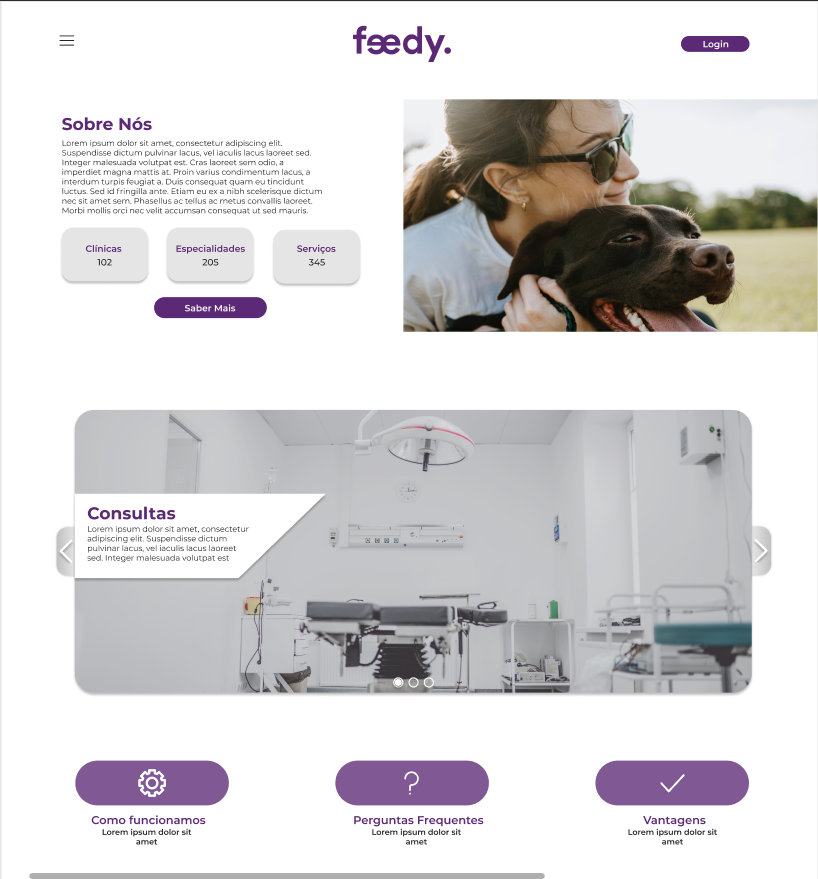 feedy.
Login
Sobre Nós
Lorem ipsum dolor sit amet, consectetur adipiscing elit.
Suspendisse dictum pulvinar lacus, vel iaculis lacus laoreet sed.
Integer malesuada volutpat est. Cras laoreet sem odio, a
imperdiet magna mattis at. Proin varius condimentum lacus, a
interdum turpis feugiat a. Duis consequat quam eu tincidunt
luctus. Sed id fringilla ante. Etiam eu ex a nibh scelerisque dictum
nec sit amet sem. Phasellus ac tellus ac metus convallis laoreet.
Morbi mollis orci nec velit accumsan consequat ut sed mauris.
Clínicas
102
Especialidades
205
Serviços
345
Saber Mais
Consultas
Lorem ipsum dolor sit amet, consectetur
adipiscing elit. Suspendisse dictum
pulvinar lacus, vel iaculis lacus laoreet
sed. Integer malesuada volutpat est
Como funcionamos
Lorem ipsum dolor sit
amet
Perguntas Frequentes
Lorem ipsum dolor sit
amet
Vantagens
Lorem ipsum dolor sit
amet